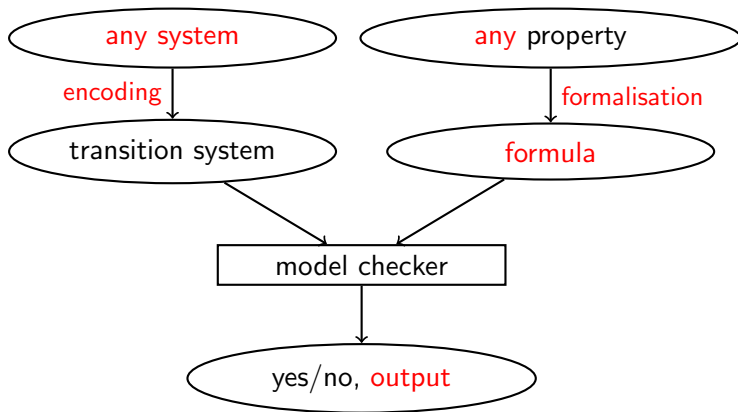 any system
any property
encoding
formalisation
transition system
formula
model checker
yes/no, output